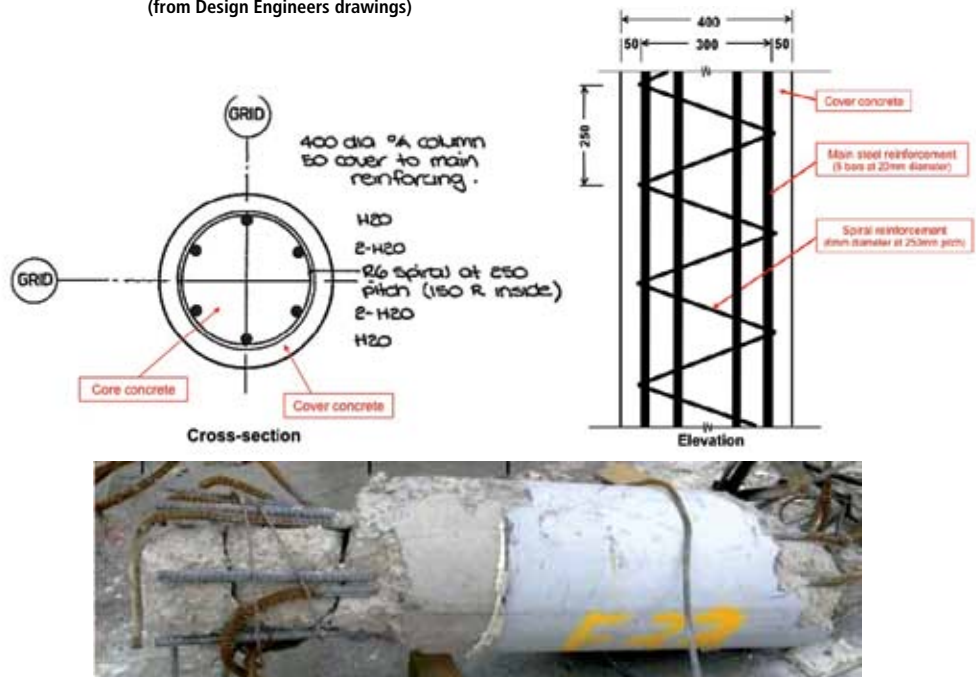 (from Design Engineers drawings)
GRID
400 dia º/A column
50 cover to main
reinforcing.
H20
2-H20
R6 spiral at 250
pitch (150 R inside)
2-H20
H20
GRID
Core concrete
Cover concrete
Cross-section
400
50
300
50
250
Cover concrete
Main steel reinforcement
(6 bars at 20mm diameter)
Spiral reinforcement
(6mm diameter at 250mm pitch)
Elevation